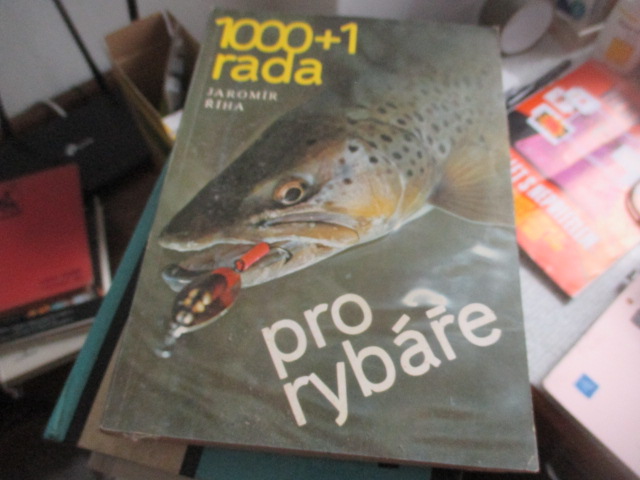 1000+1
rada
JAROMÍR
ŘÍHA
pro
rybáře